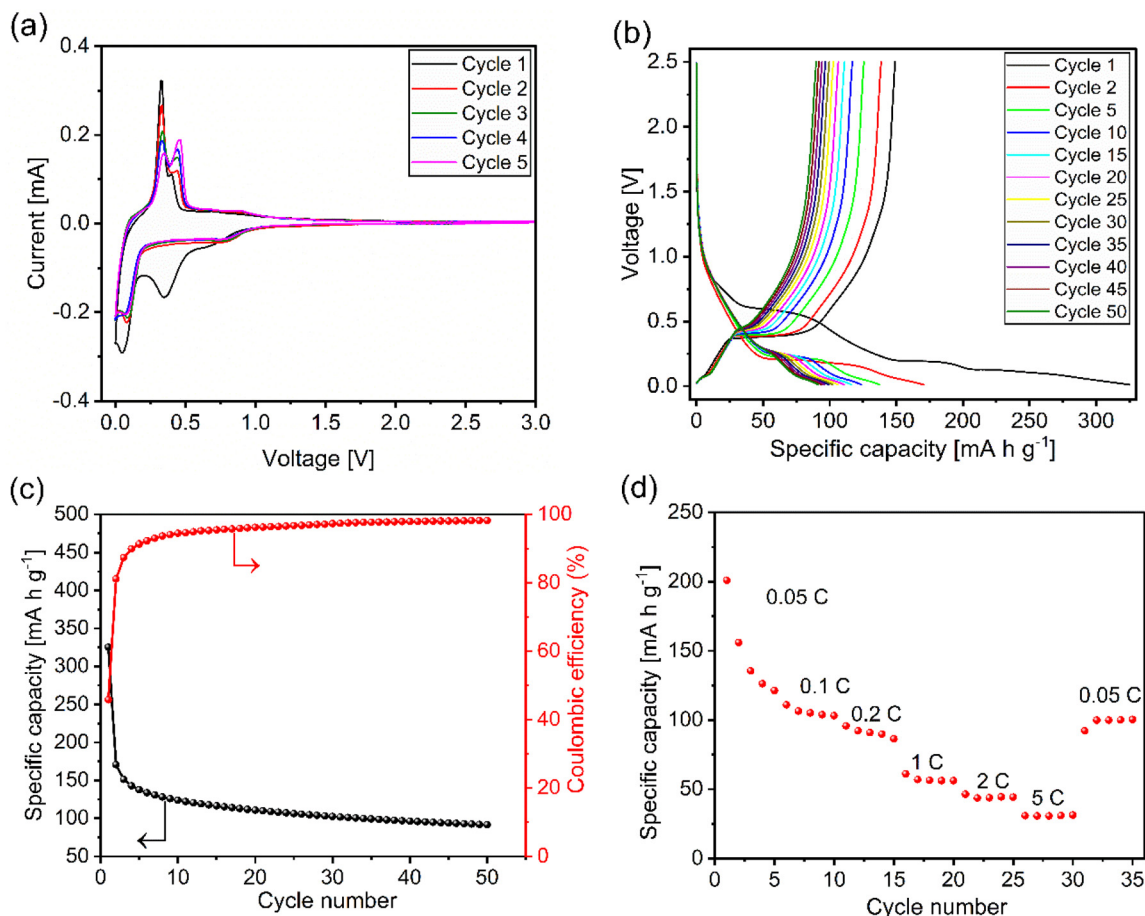 (a)
0.4
0.2
0.0
-0.2
-0.4
Current [mA]
0.0 0.5 1.0 1.5 2.0 2.5 3.0
Voltage [V]
Cycle 1
Cycle 2
Cycle 3
Cycle 4
Cycle 5
(b)
2.5
2.0
1.5
1.0
0.5
0.0
Voltage [V]
0 50 100 150 200 250 300
Specific capacity [mA h g-1]
Cycle 1
Cycle 2
Cycle 5
Cycle 10
Cycle 15
Cycle 20
Cycle 25
Cycle 30
Cycle 35
Cycle 40
Cycle 45
Cycle 50
(c)
500
450
400
350
300
250
200
150
100
50
Specific capacity [mA h g-1]
0 10 20 30 40 50
Cycle number
100
80
60
40
20
0
Coulombic efficiency (%)
(d)
250
200
150
100
50
0
Specific capacity [mA h g-1]
0.05 C
0.1 C
0.2 C
1 C
2 C
5 C
0.05 C
0 5 10 15 20 25 30 35
Cycle number